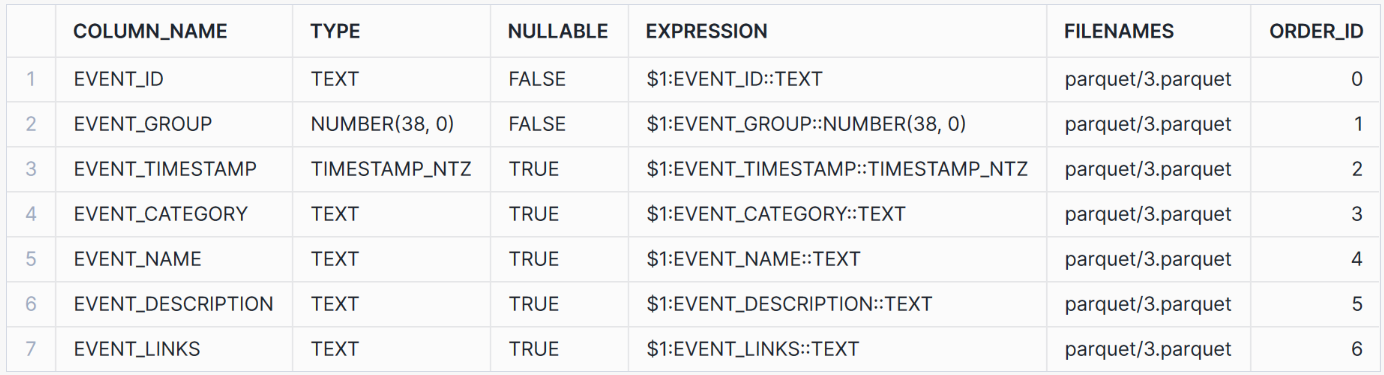 COLUMN_NAME TYPE NULLABLE EXPRESSION FILENAMES ORDER_ID
1 EVENT_ID TEXT FALSE $1:EVENT_ID::TEXT parquet/3.parquet 0
2 EVENT_GROUP NUMBER(38, 0) FALSE $1:EVENT_GROUP::NUMBER(38, 0) parquet/3.parquet 1
3 EVENT_TIMESTAMP TIMESTAMP_NTZ TRUE $1:EVENT_TIMESTAMP::TIMESTAMP_NTZ parquet/3.parquet 2
4 EVENT_CATEGORY TEXT TRUE $1:EVENT_CATEGORY::TEXT parquet/3.parquet 3
5 EVENT_NAME TEXT TRUE $1:EVENT_NAME::TEXT parquet/3.parquet 4
6 EVENT_DESCRIPTION TEXT TRUE $1:EVENT_DESCRIPTION::TEXT parquet/3.parquet 5
7 EVENT_LINKS TEXT TRUE $1:EVENT_LINKS::TEXT parquet/3.parquet 6